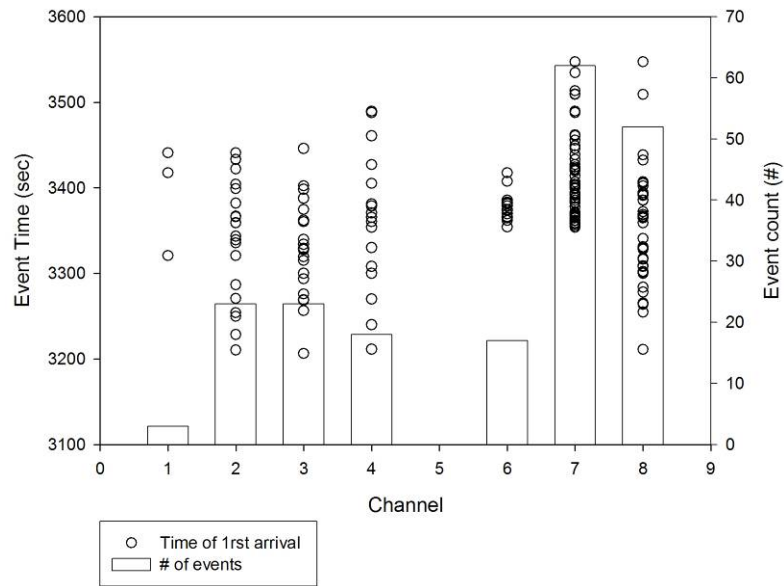 3600
3500
3400
3300
3200
3100
Event Time (sec)
70
60
50
40
30
20
10
0
Event count (#)
0 1 2 3 4 5 6 7 8 9
Channel
Time of 1rst arrival
# of events